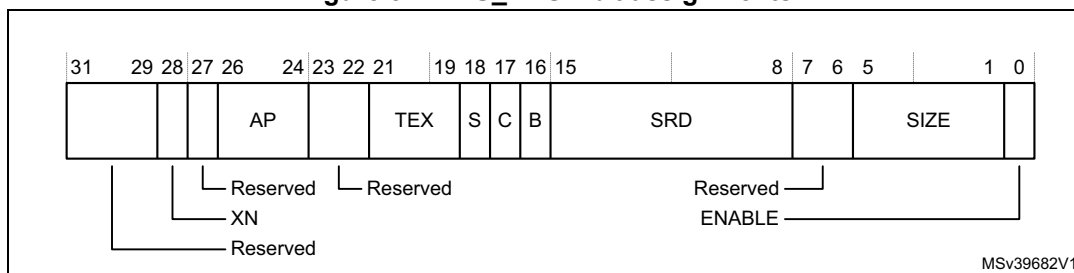 31 29 28 27 26 24 23 22 21 19 18 17 16 15 8 7 6 5 1 0
AP TEX S C B SRD SIZE
Reserved Reserved Reserved
XN ENABLE
Reserved
MSv39682V1